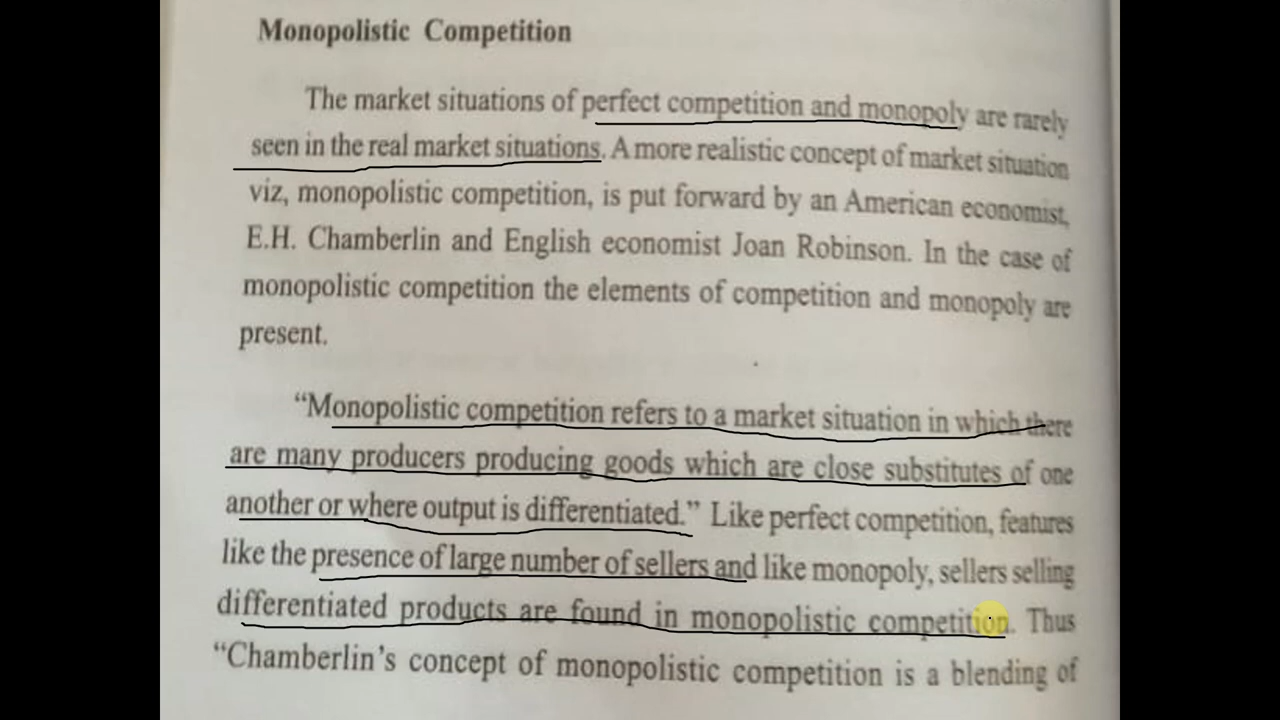 Monopolistic Competition
The market situations of perfect competition and monopoly are rarely
seen in the real market situations. A more realistic concept of market situation
viz, monopolistic competition, is put forward by an American economist,
E.H. Chamberlin and English economist Joan Robinson. In the case of
monopolistic competition the elements of competition and monopoly are
present.
“Monopolistic competition refers to a market situation in which there
are many producers producing goods which are close substitutes of one
another or where output is differentiated.” Like perfect competition, features
like the presence of large number of sellers and like monopoly, sellers selling
differentiated products are found in monopolistic competition. Thus
“Chamberlin’s concept of monopolistic competition is a blending of